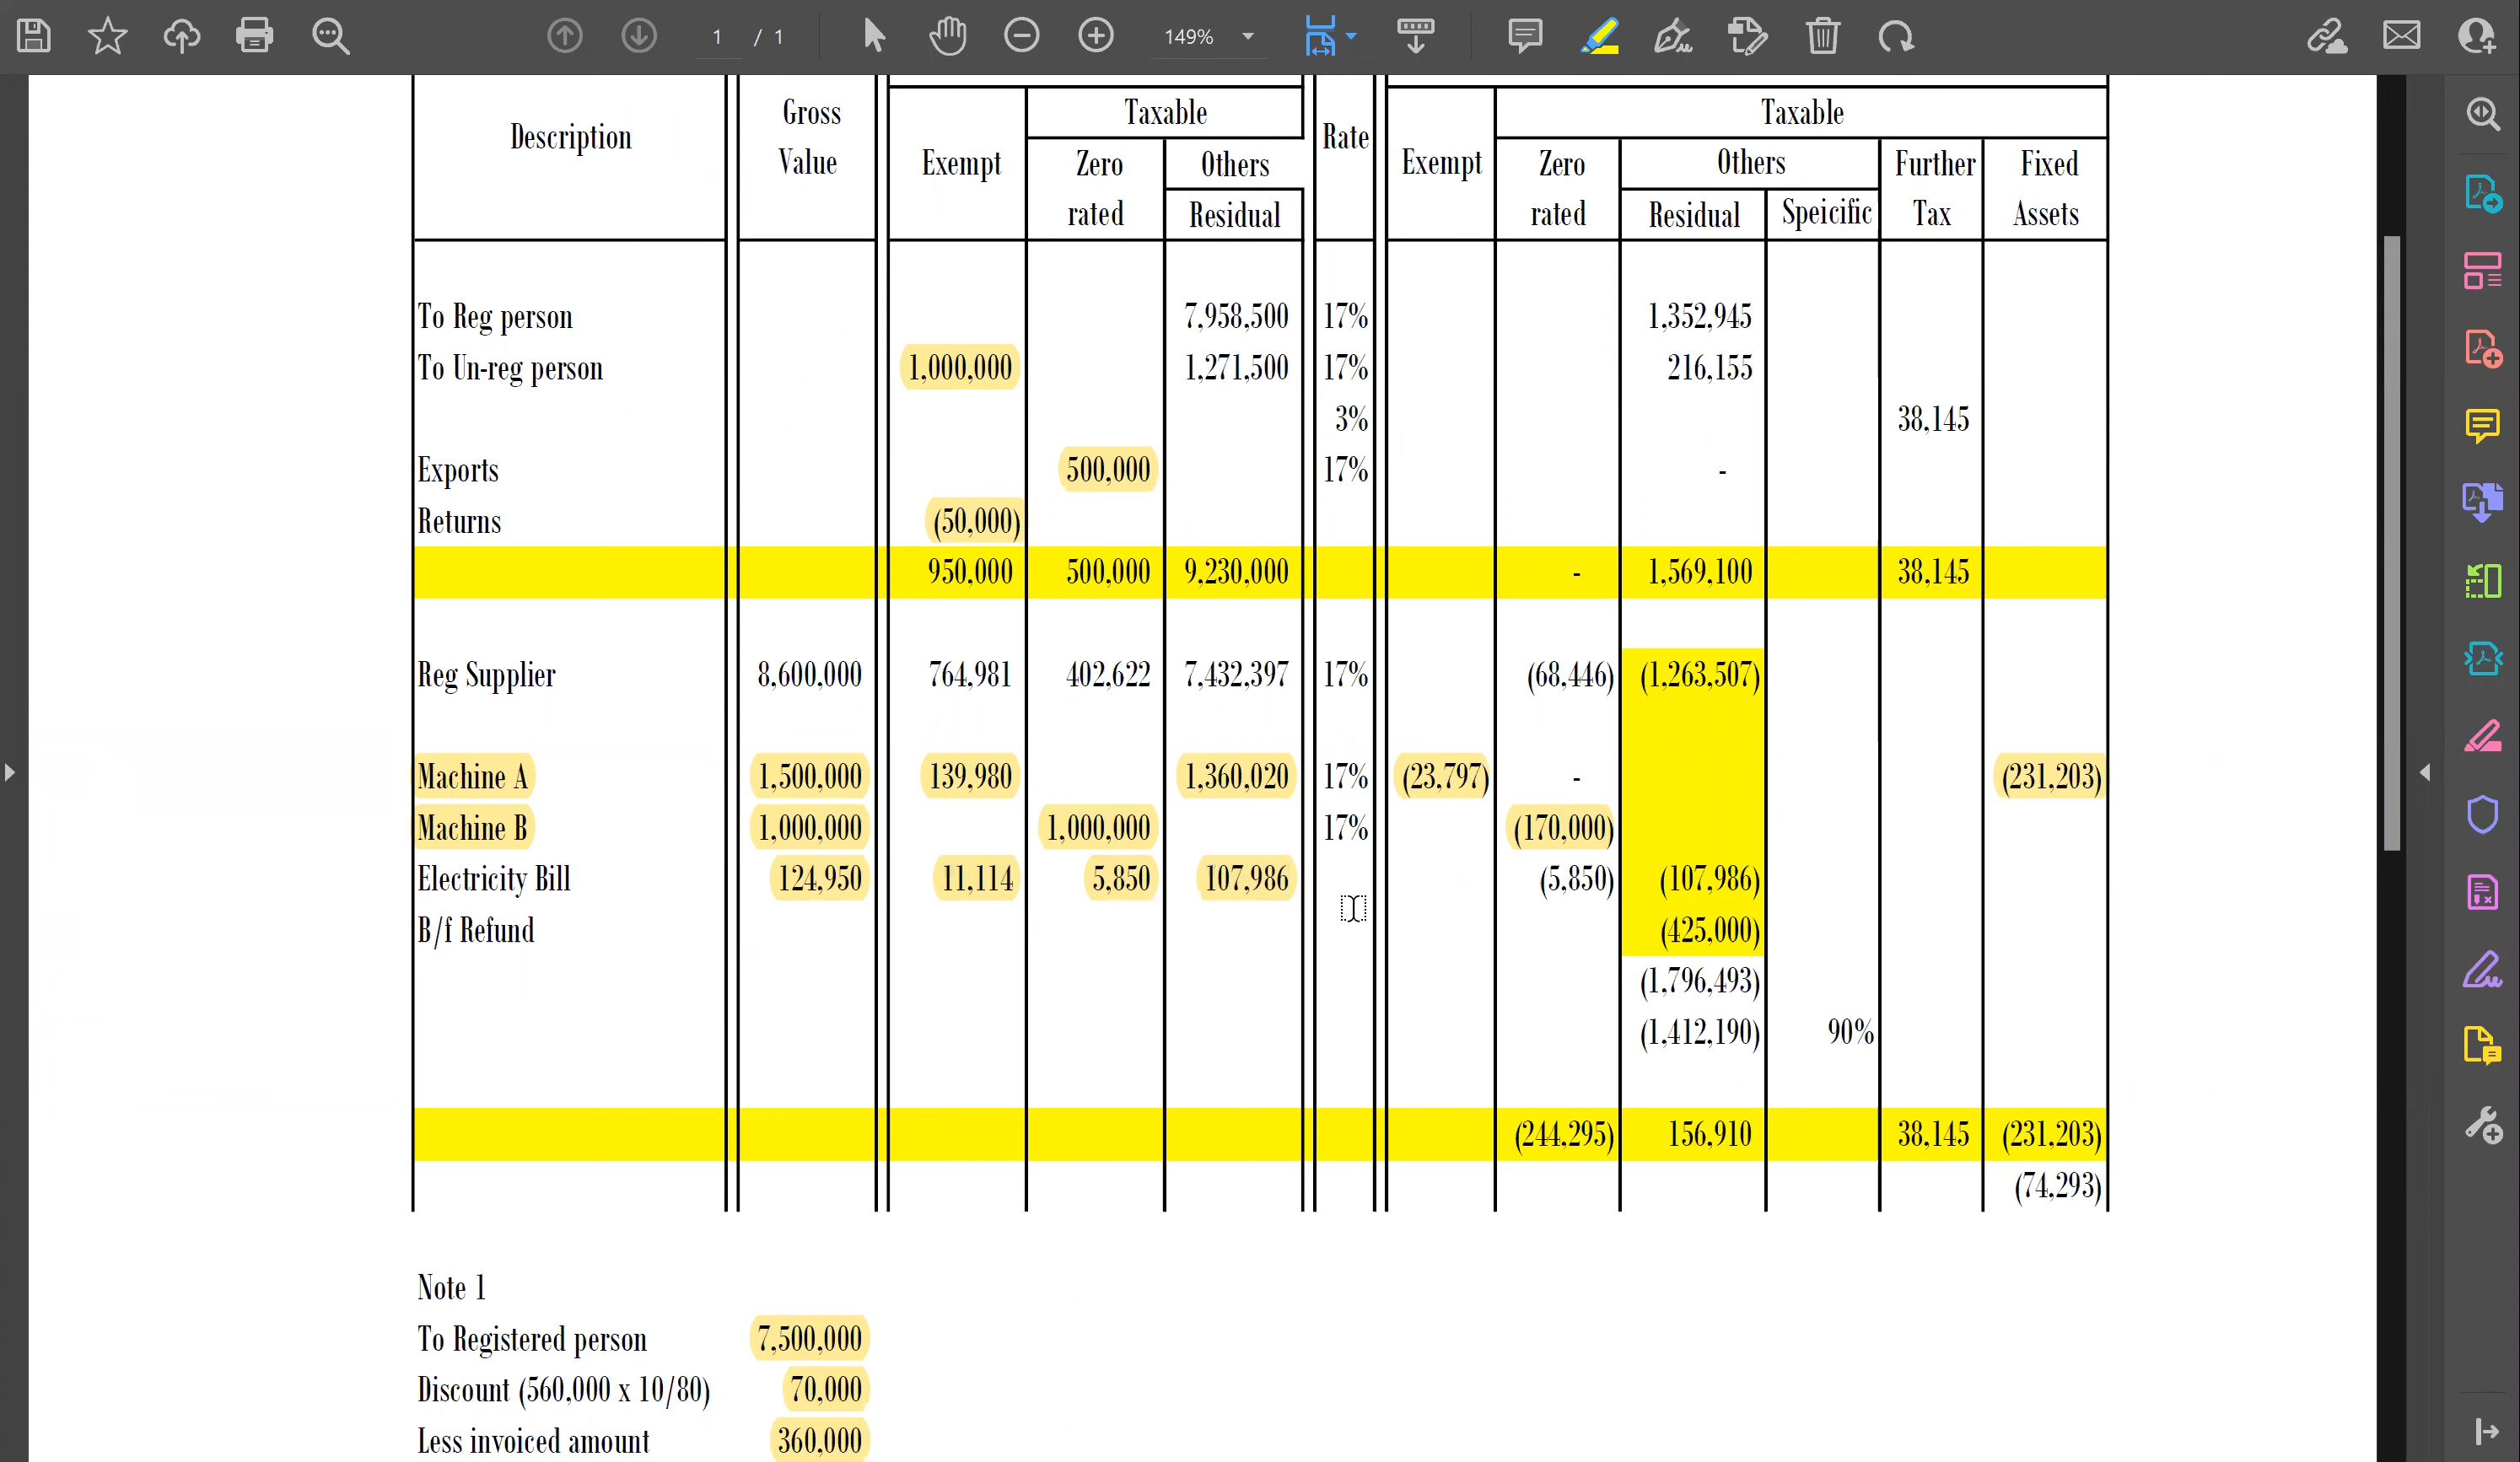 1 / 1 149%
Description Gross Value Exempt Taxable Rate Exempt Taxable
Zero rated Others Zero rated Others Further Tax Fixed Assets
Residual Residual Speicific
To Reg person 7,958,500 17% 1,352,945
To Un-reg person 1,000,000 1,271,500 17% 216,155
3% 38,145
Exports 500,000 17% -
Returns (50,000)
950,000 500,000 9,230,000 - 1,569,100 38,145
Reg Supplier 8,600,000 764,981 402,622 7,432,397 17% (68,446) (1,263,507)
Machine A 1,500,000 139,980 1,360,020 17% (23,797) - (231,203)
Machine B 1,000,000 1,000,000 17% (170,000)
Electricity Bill 124,950 11,114 5,850 107,986 (5,850) (107,986)
B/f Refund (425,000)
(1,796,493)
(1,412,190) 90%
(244,295) 156,910 38,145 (231,203)
(74,293)
Note 1
To Registered person 7,500,000
Discount (560,000 x 10/80) 70,000
Less invoiced amount 360,000